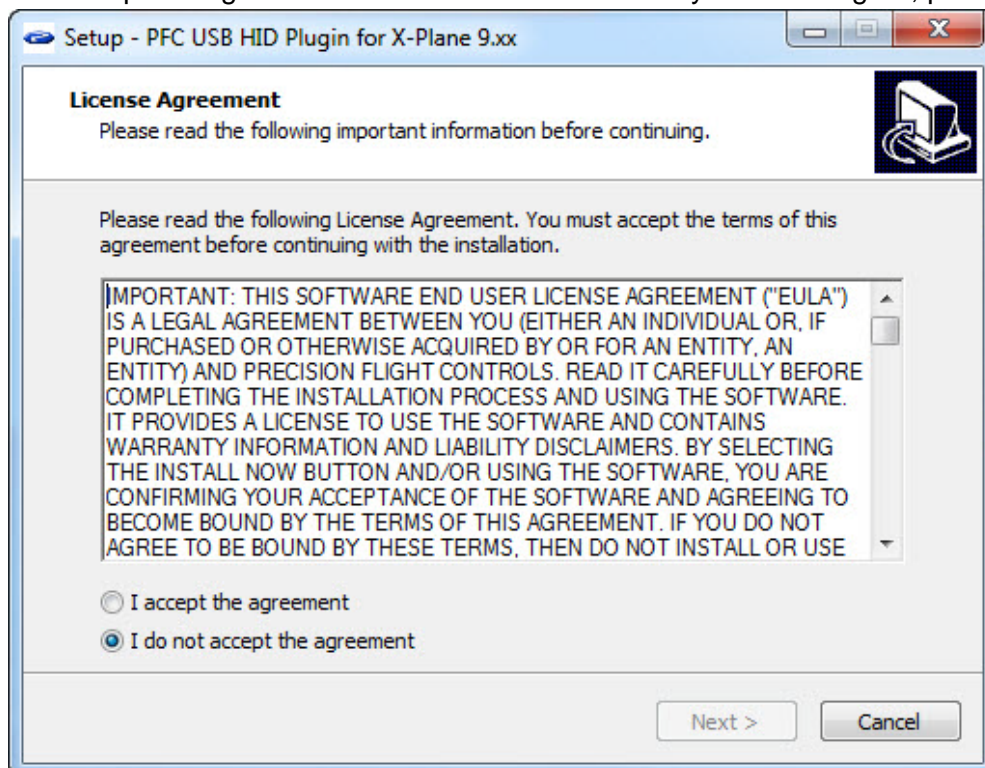 Setup - PFC USB HID Plugin for X-Plane 9.xx
License Agreement
Please read the following important information before continuing.
Please read the following License Agreement. You must accept the terms of this
agreement before continuing with the installation.
IMPORTANT: THIS SOFTWARE END USER LICENSE AGREEMENT ("EULA")
IS A LEGAL AGREEMENT BETWEEN YOU (EITHER AN INDIVIDUAL OR, IF
PURCHASED OR OTHERWISE ACQUIRED BY OR FOR AN ENTITY, AN
ENTITY) AND PRECISION FLIGHT CONTROLS. READ IT CAREFULLY BEFORE
COMPLETING THE INSTALLATION PROCESS AND USING THE SOFTWARE.
IT PROVIDES A LICENSE TO USE THE SOFTWARE AND CONTAINS
WARRANTY INFORMATION AND LIABILITY DISCLAIMERS. BY SELECTING
THE INSTALL NOW BUTTON AND/OR USING THE SOFTWARE, YOU ARE
CONFIRMING YOUR ACCEPTANCE OF THE SOFTWARE AND AGREEING TO
BECOME BOUND BY THE TERMS OF THIS AGREEMENT. IF YOU DO NOT
AGREE TO BE BOUND BY THESE TERMS, THEN DO NOT INSTALL OR USE
I accept the agreement
I do not accept the agreement
Next >
Cancel